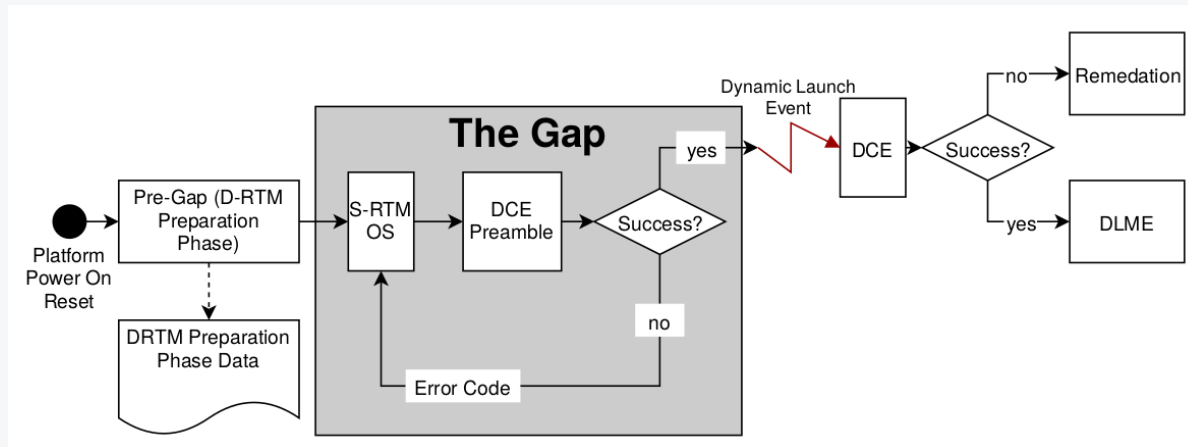 Platform
Power On
Reset
Pre-Gap (D-RTM
Preparation
Phase)
DRTM Preparation
Phase Data
The Gap
S-RTM
OS
DCE
Preamble
Success?
yes
no
Error Code
Dynamic Launch
Event
DCE
Success?
no
Remedation
yes
DLME